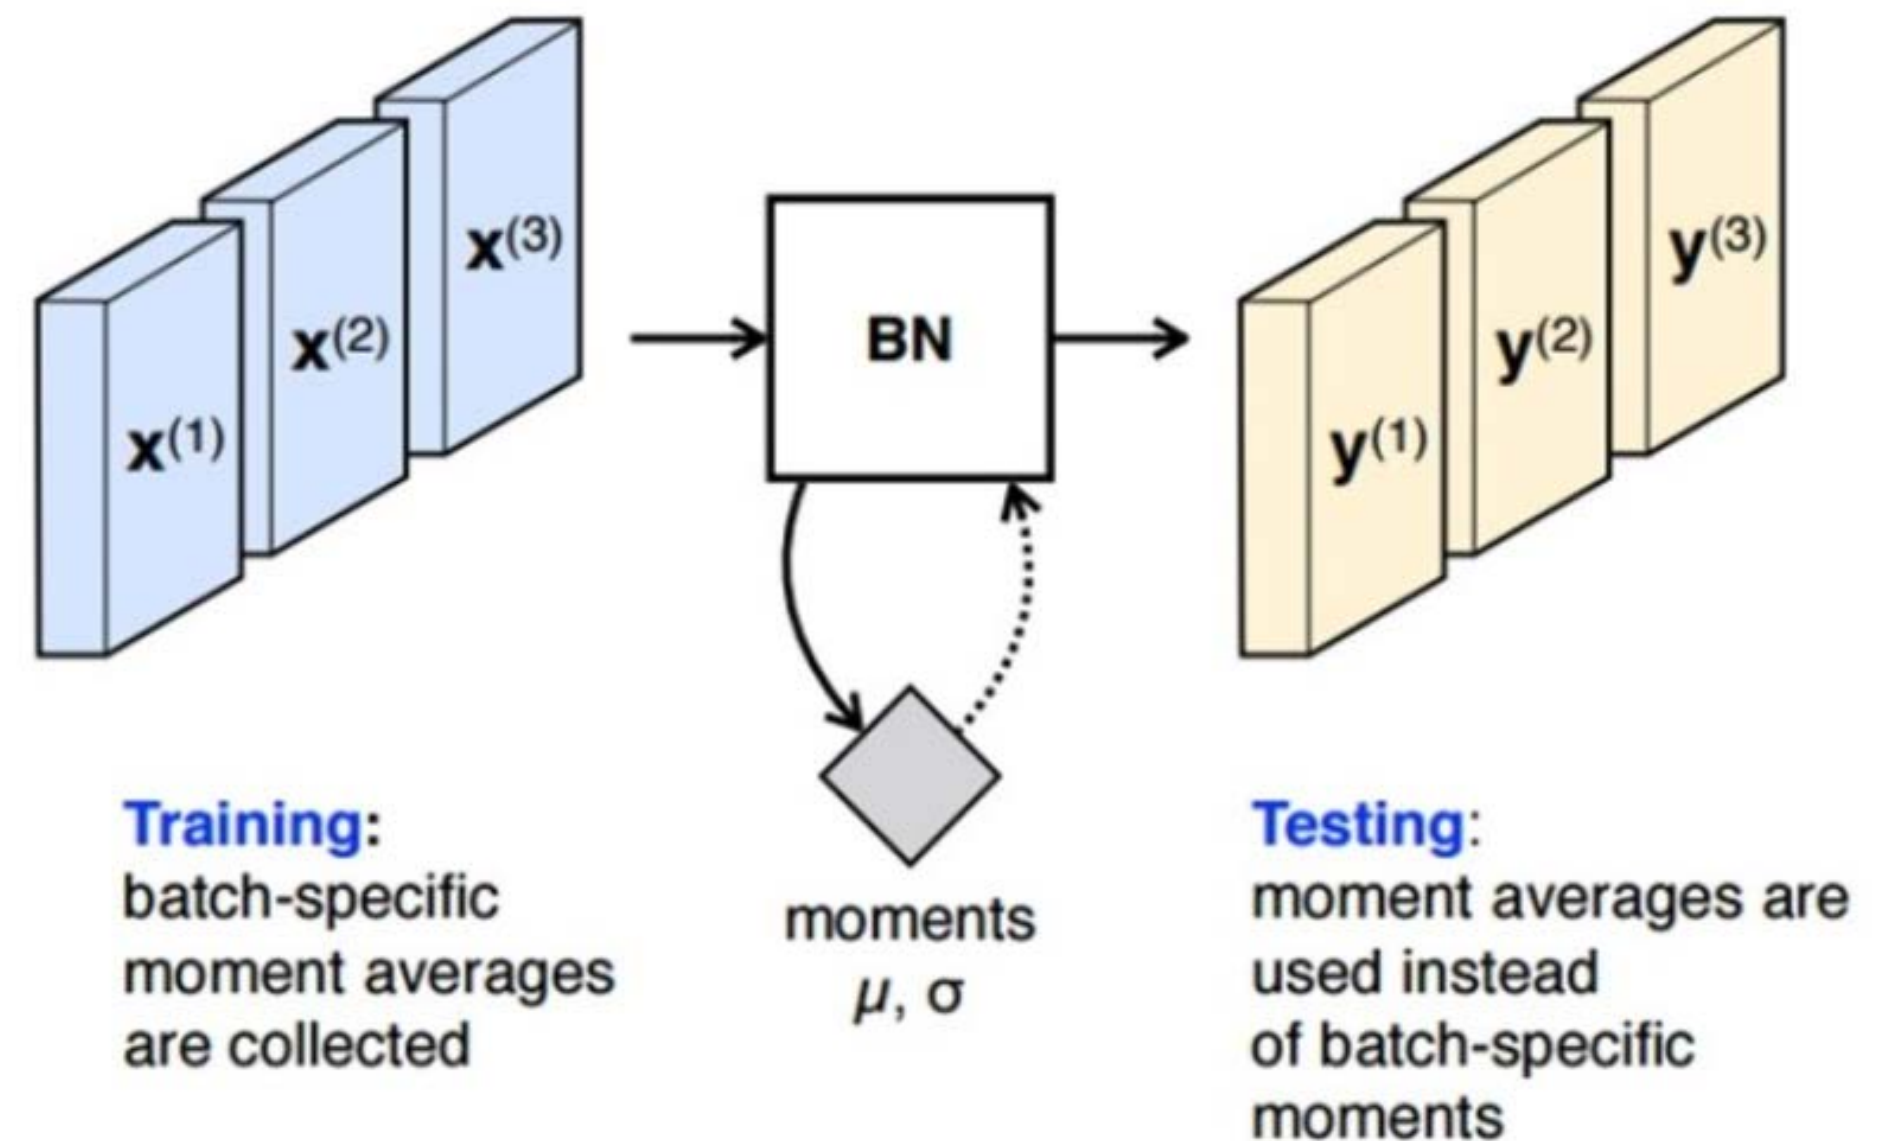 x(3)
x(2)
x(1)
BN
y(3)
y(2)
y(1)
Training:
batch-specific
moment averages
are collected
moments
μ, σ
Testing:
moment averages are
used instead
of batch-specific
moments